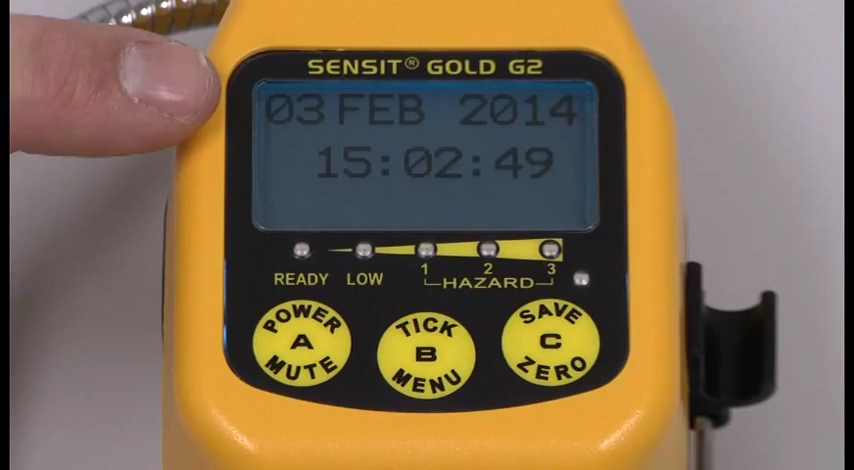 SENSIT® GOLD G2
03 FEB 2014
15:02:49
READY LOW 1 2 3
HAZARD
POWER A MUTE
TICK B MENU
SAVE C ZERO